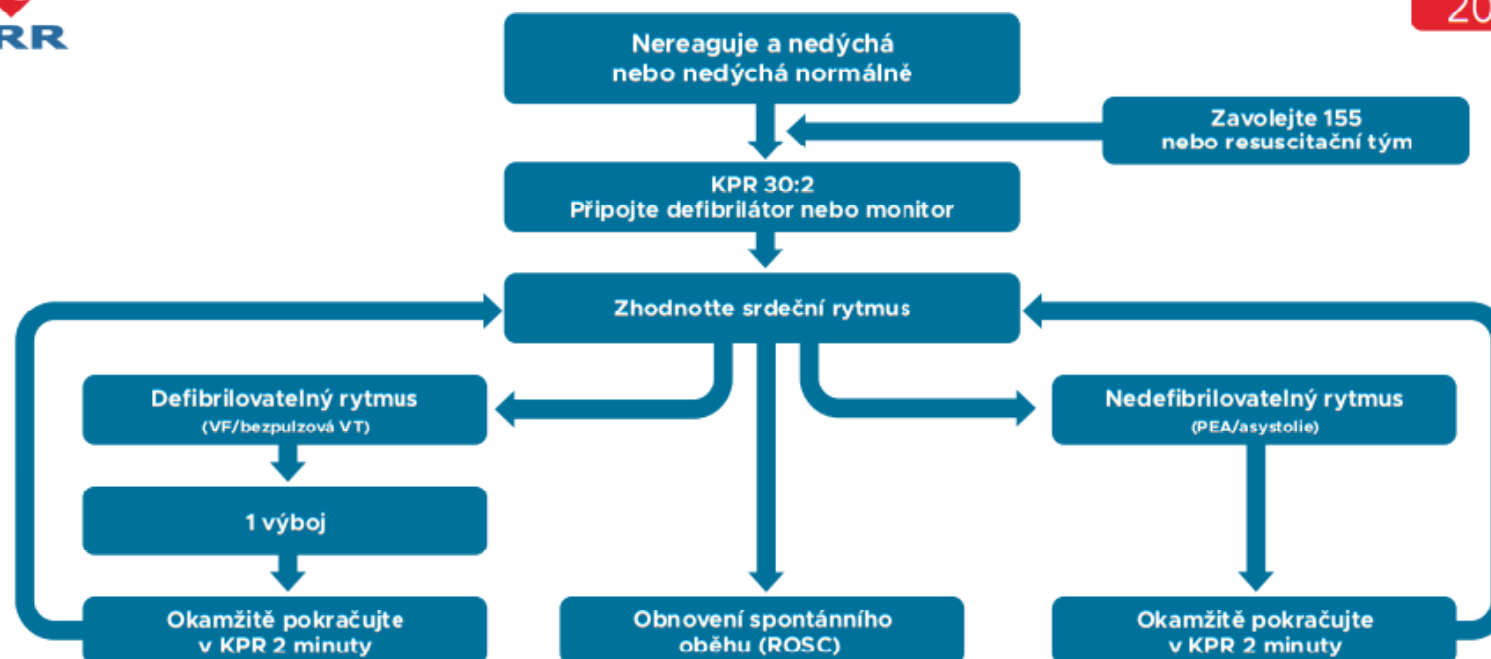 RR
20
Nereaguje a nedýchá
nebo nedýchá normálně
Zavolejte 155
nebo resuscitační tým
KPR 30:2
Připojte defibrilátor nebo monitor
Zhodnotte srdeční rytmus
Defibrilovatelný rytmus
(VF/bezpulzová VT)
Nedefibrilovatelný rytmus
(PEA/asystolie)
1 výboj
Okamžitě pokračujte
v KPR 2 minuty
Obnovení spontánního
oběhu (ROSC)
Okamžitě pokračujte
v KPR 2 minuty